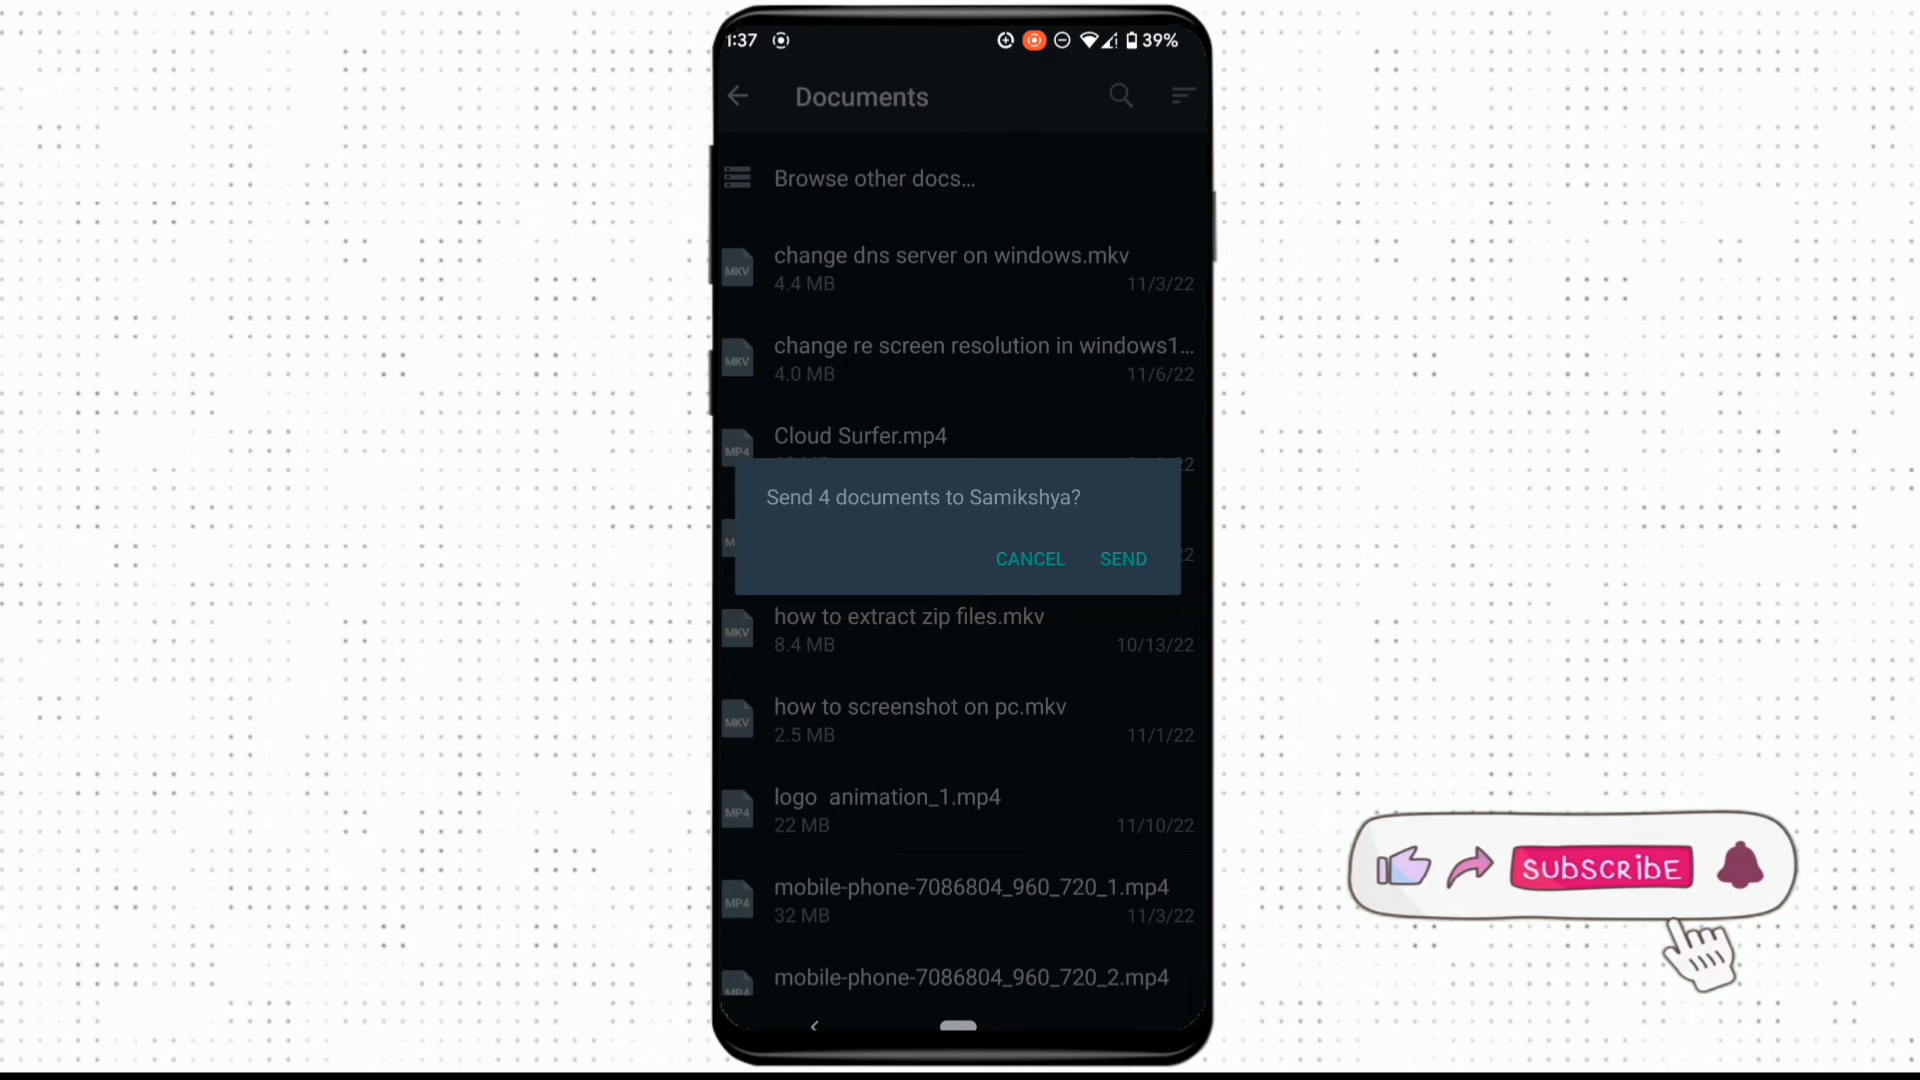 1:37 39%
Documents
Browse other docs...
MKV change dns server on windows.mkv
4.4 MB 11/3/22
MKV change re screen resolution in windows1...
4.0 MB 11/6/22
MP4 Cloud Surfer.mp4
Send 4 documents to Samikshya?
CANCEL SEND
MKV how to extract zip files.mkv
8.4 MB 10/13/22
MKV how to screenshot on pc.mkv
2.5 MB 11/1/22
MP4 logo animation_1.mp4
22 MB 11/10/22
MP4 mobile-phone-7086804_960_720_1.mp4
32 MB 11/3/22
MP4 mobile-phone-7086804_960_720_2.mp4
SUBSCRIBE